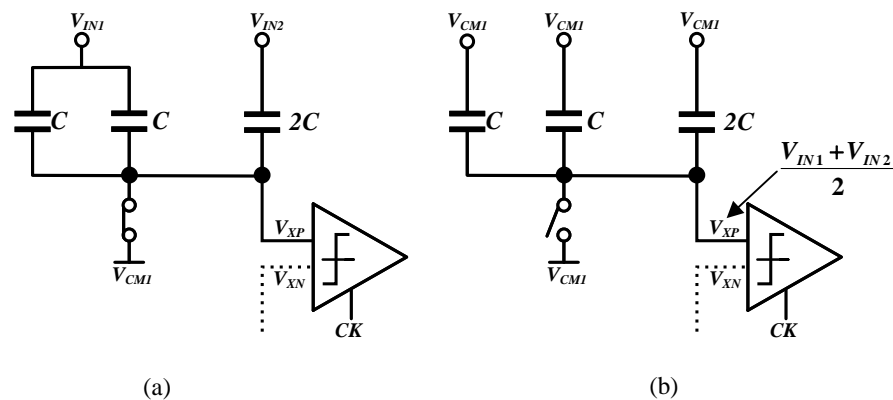 V_IN1
V_IN2
C
C
2C
V_CM1
V_XP
V_XN
CK
(a)
V_CM1
V_CM1
V_CM1
C
C
2C
V_IN1 + V_IN2
2
V_CM1
V_XP
V_XN
CK
(b)